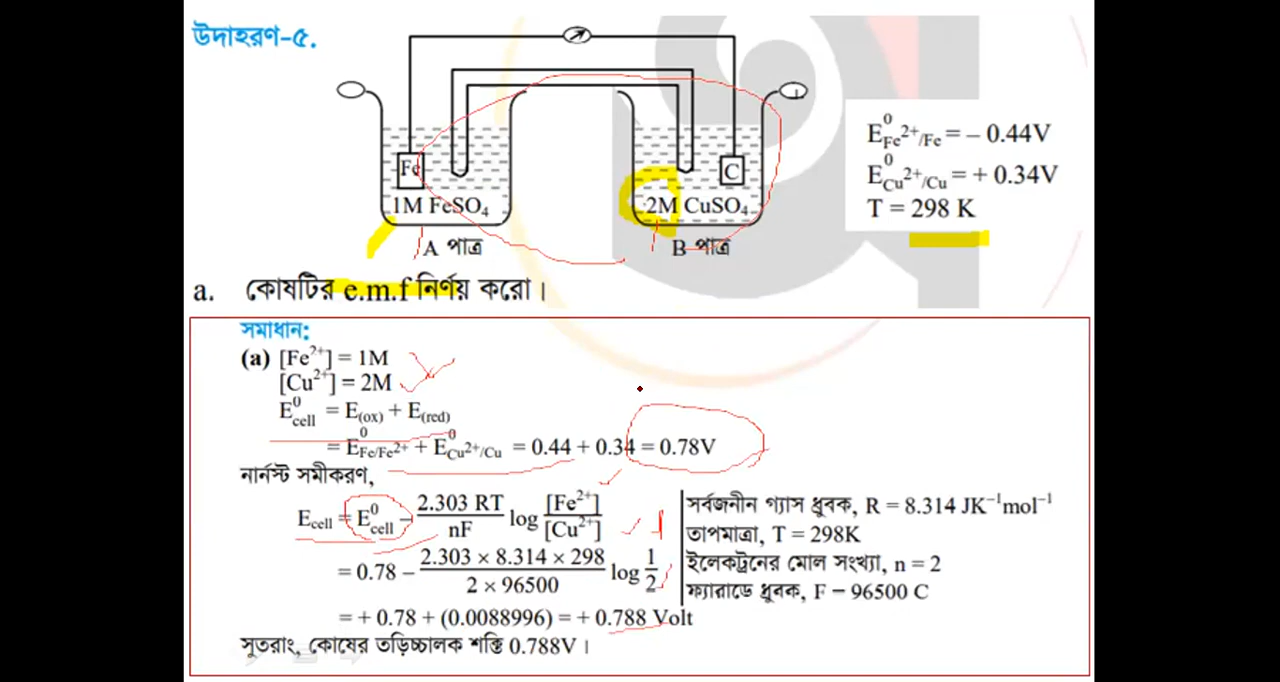 উদাহরণ-৫.
Fe
C
1M FeSO₄
2M CuSO₄
A পাত্র
B পাত্র
E⁰Fe²⁺/Fe = – 0.44V
E⁰Cu²⁺/Cu = + 0.34V
T = 298 K
a. কোষটির e.m.f নির্ণয় করো।
সমাধান:
(a) [Fe²⁺] = 1M
[Cu²⁺] = 2M
E⁰cell = E(ox) + E(red)
= E⁰Fe/Fe²⁺ + E⁰Cu²⁺/Cu = 0.44 + 0.34 = 0.78V
নার্নস্ট সমীকরণ,
Ecell = E⁰cell – 2.303 RT / nF log [Fe²⁺] / [Cu²⁺]
= 0.78 – 2.303 × 8.314 × 298 / 2 × 96500 log 1/2
= + 0.78 + (0.0088996) = + 0.788 Volt
সুতরাং, কোষের তড়িচ্চালক শক্তি 0.788V।
সর্বজনীন গ্যাস ধ্রুবক, R = 8.314 JK⁻¹mol⁻¹
তাপমাত্রা, T = 298K
ইলেকট্রনের মোল সংখ্যা, n = 2
ফ্যারাডে ধ্রুবক, F – 96500 C